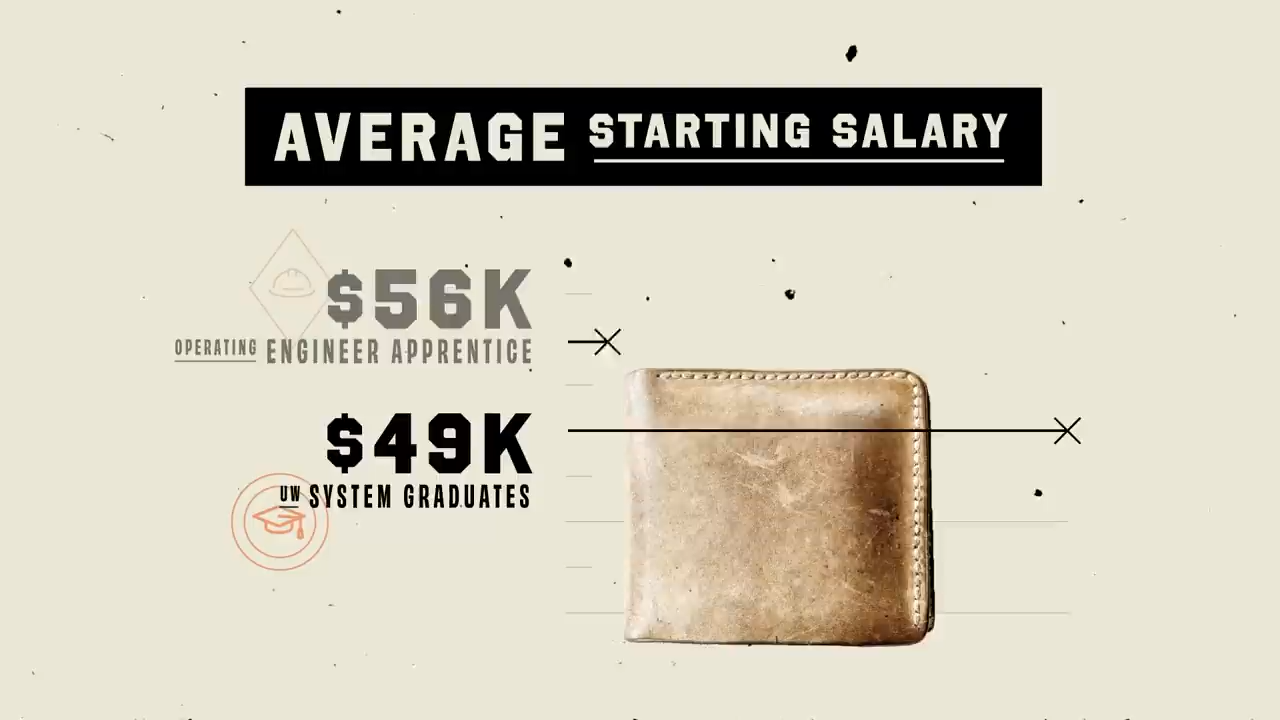 AVERAGE STARTING SALARY
$56K
OPERATING ENGINEER APPRENTICE
$49K
UW SYSTEM GRADUATES